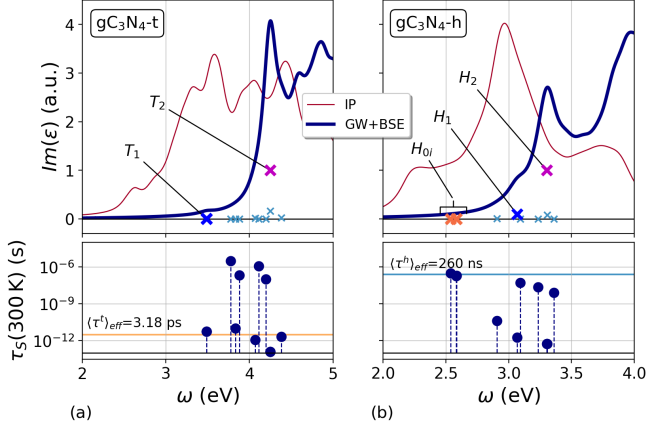 gC₃N₄-t
gC₃N₄-h
Im(ε) (a.u.)
4
3
2
1
0
T₁
T₂
IP
GW+BSE
H₂
H₁
H₀ᵢ
τS(300 K) (s)
10⁻⁶
10⁻⁹
10⁻¹²
⟨τᵗ⟩eff=3.18 ps
⟨τʰ⟩eff=260 ns
2 3 4 5
2.0 2.5 3.0 3.5 4.0
ω (eV)
ω (eV)
(a)
(b)